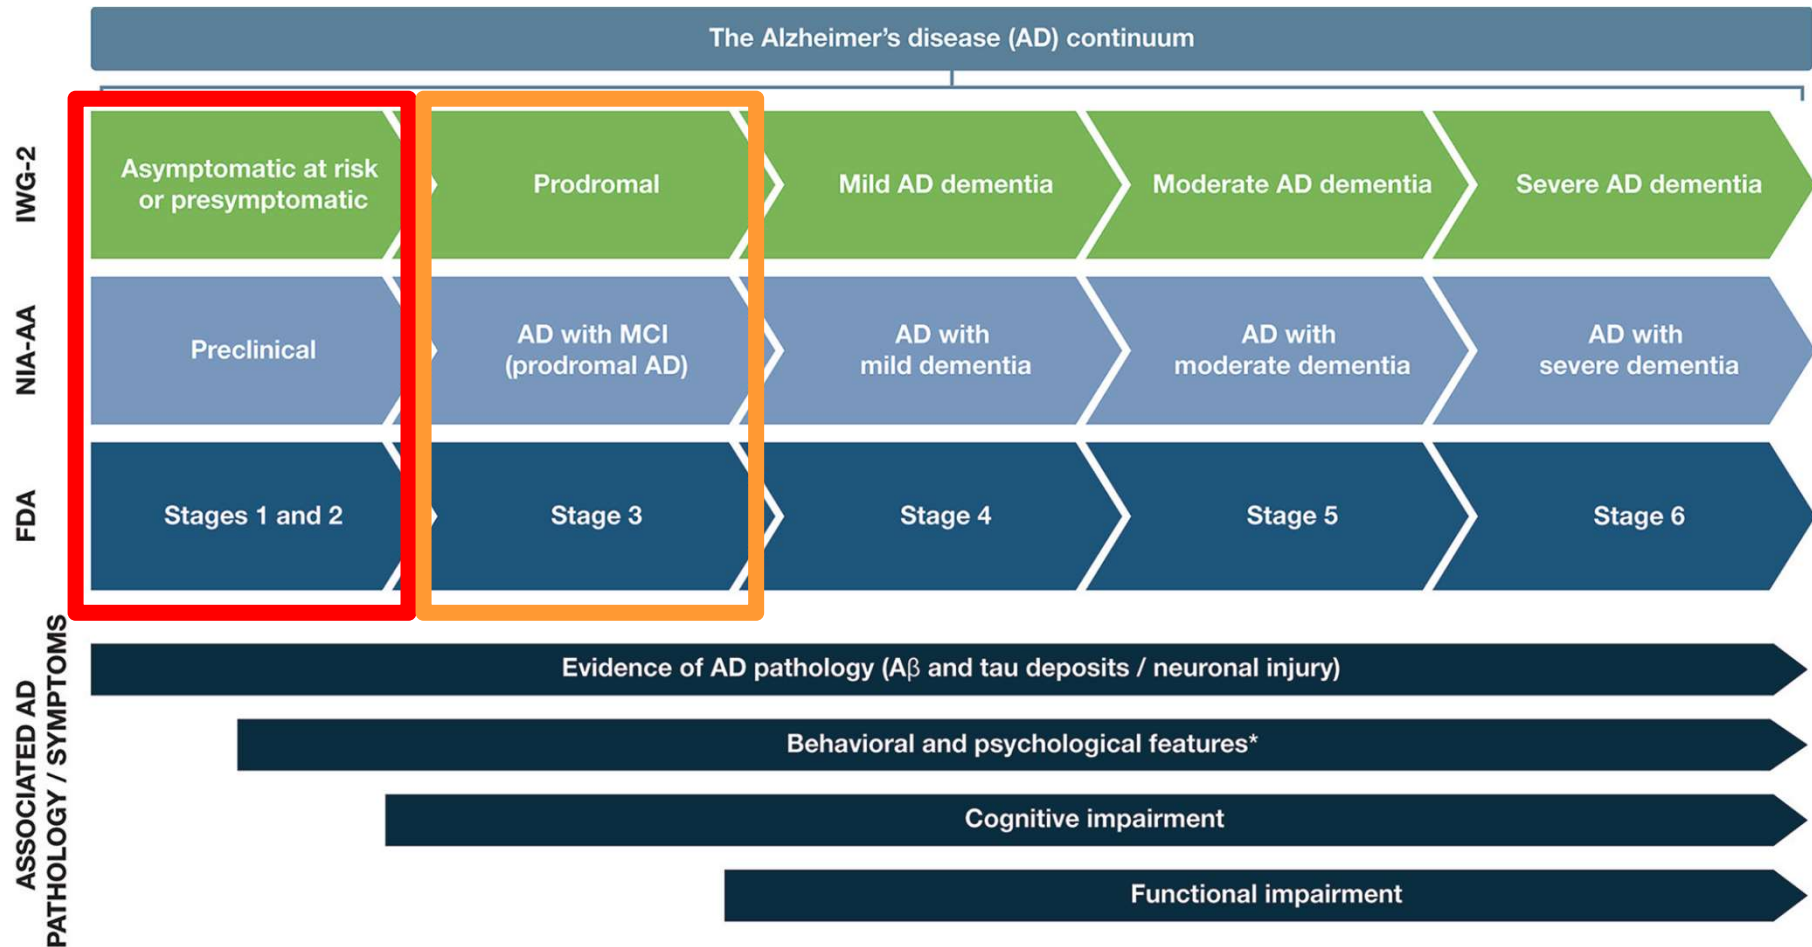 The Alzheimer's disease (AD) continuum
IWG-2
Asymptomatic at risk
or presymptomatic
Prodromal
Mild AD dementia
Moderate AD dementia
Severe AD dementia
NIA-AA
Preclinical
AD with MCI
(prodromal AD)
AD with
mild dementia
AD with
moderate dementia
AD with
severe dementia
FDA
Stages 1 and 2
Stage 3
Stage 4
Stage 5
Stage 6
ASSOCIATED AD
PATHOLOGY / SYMPTOMS
Evidence of AD pathology (Aβ and tau deposits / neuronal injury)
Behavioral and psychological features*
Cognitive impairment
Functional impairment